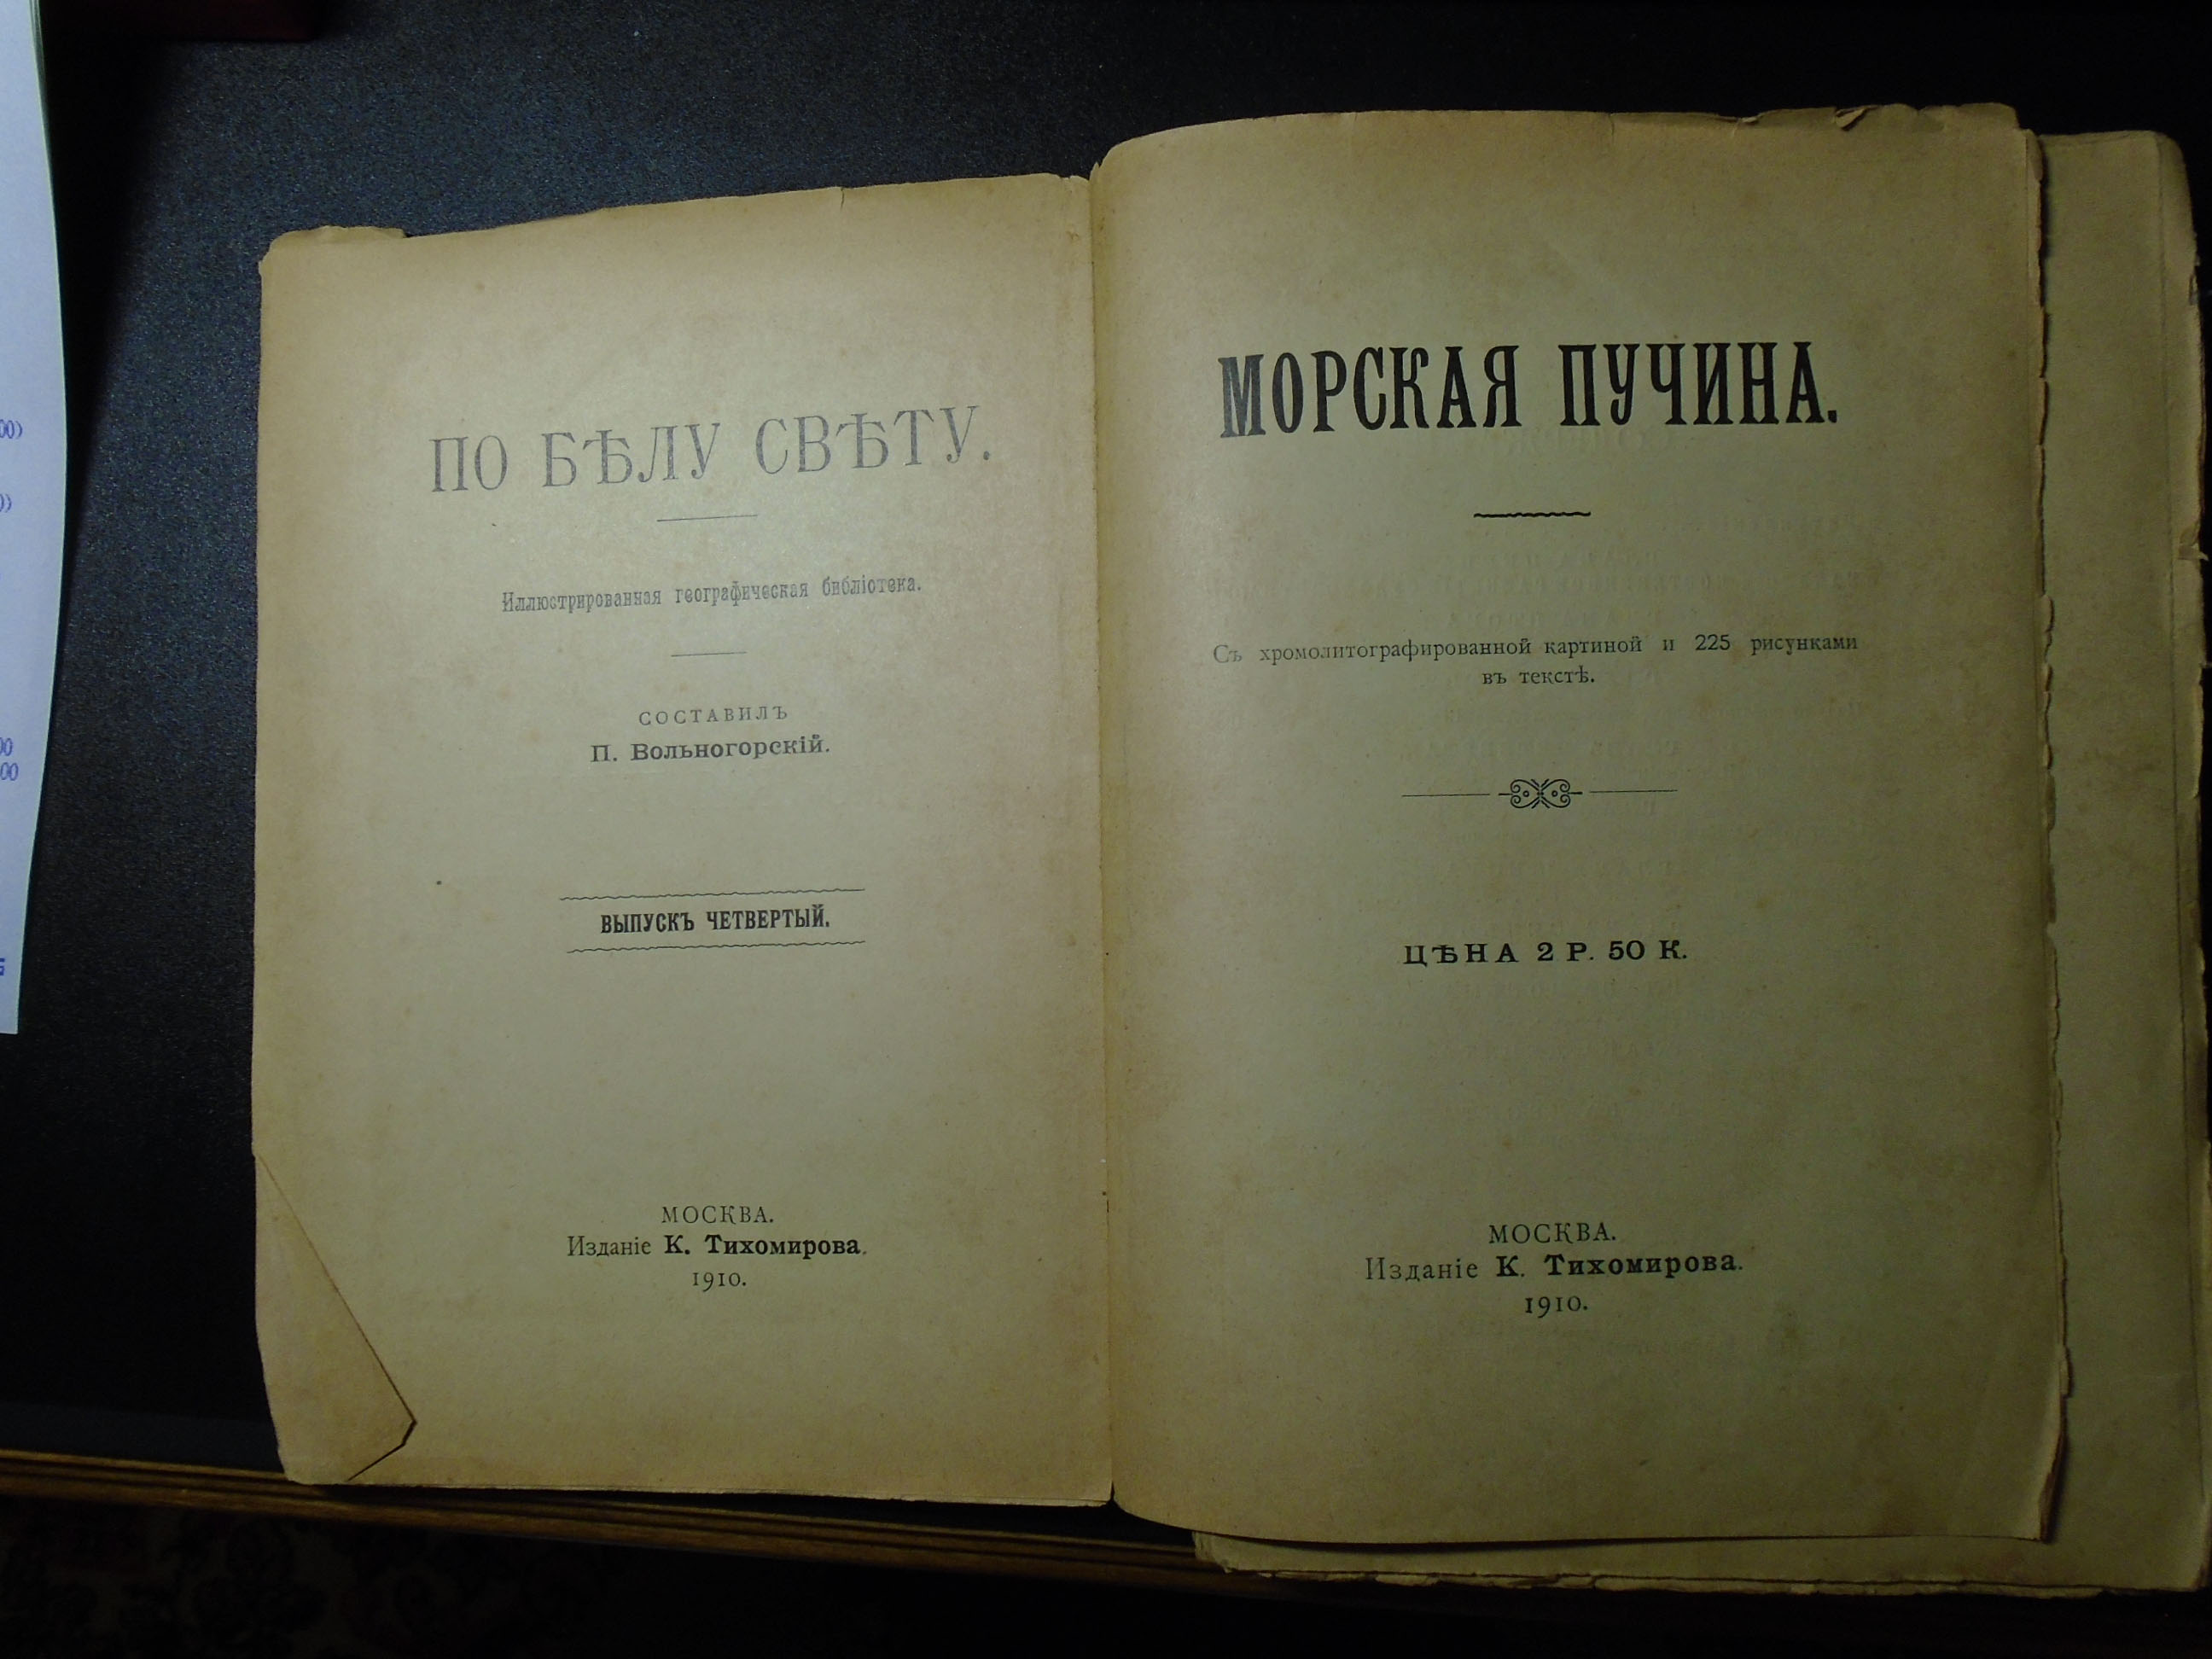 ПО БѢЛУ СВѢТУ.
Иллюстрированная географическая библіотека.
СОСТАВИЛЪ
П. Вольногорскій.
ВЫПУСКЪ ЧЕТВЕРТЫЙ.
МОСКВА.
Изданіе К. Тихомирова.
1910.
МОРСКАЯ ПУЧИНА.
Съ хромолитографированной картиной и 225 рисунками
въ текстѣ.
ЦѢНА 2 Р. 50 К.
МОСКВА.
Изданіе К. Тихомирова.
1910.